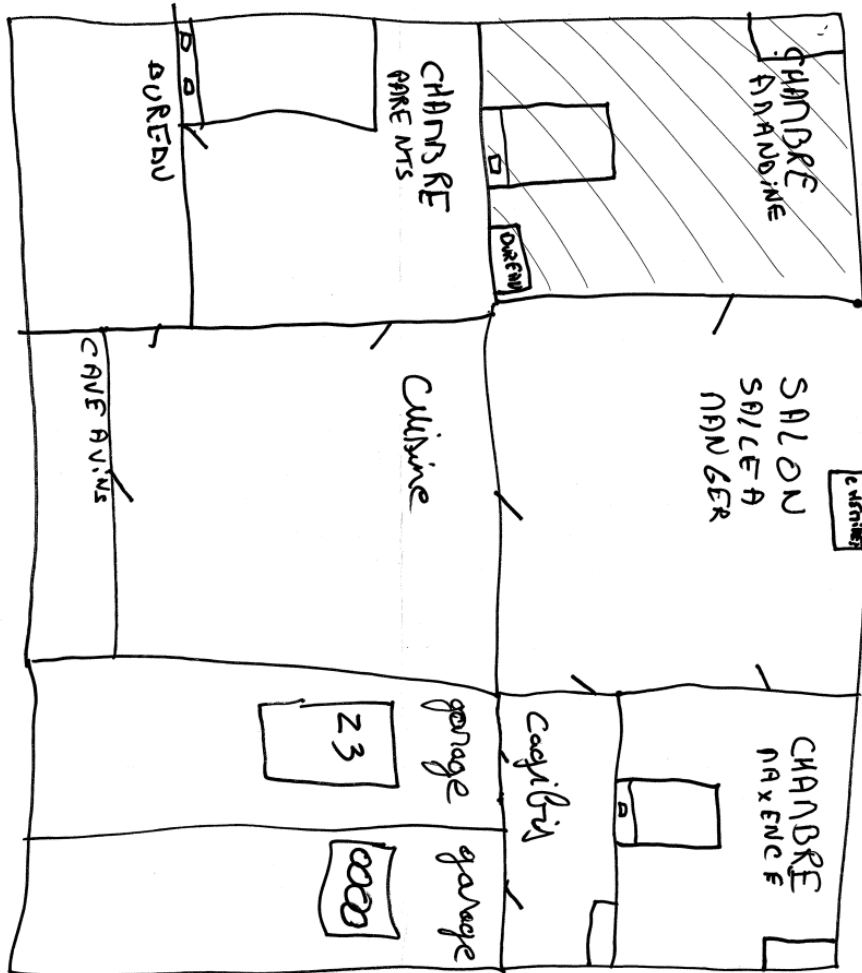 CHAMBRE
AMANDINE
CHEMINEE
SALON
SALLE A
MANGER
CHAMBRE
MAXENCE
BUREAU
Cagibis
CHAMBRE
PARENTS
Cuisine
garage
garage
Z3
BUREAU
CAVE A VINS